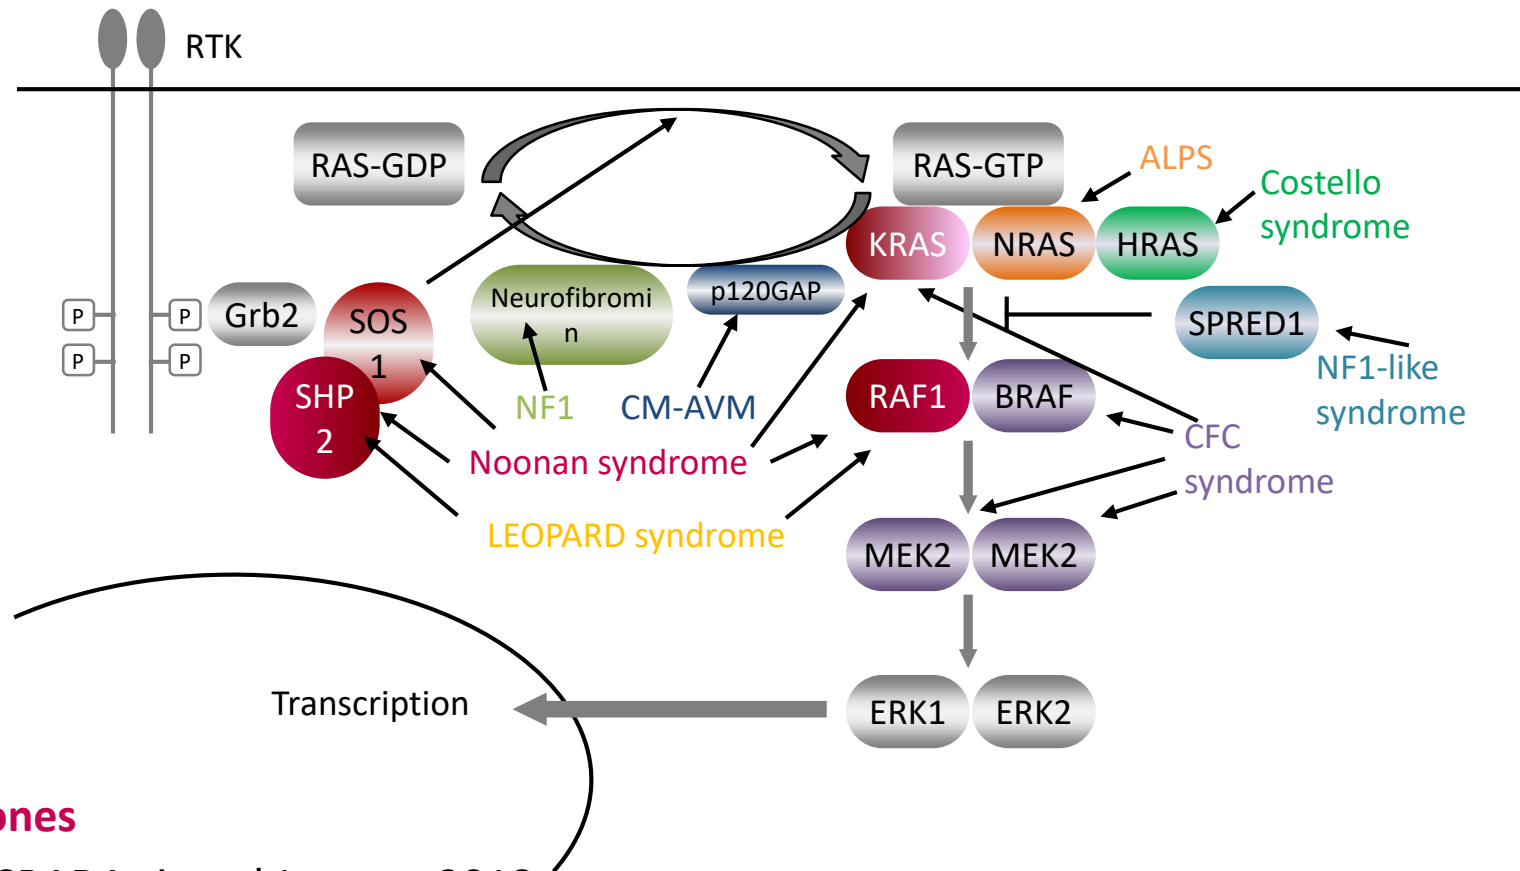 RTK
RAS-GDP
RAS-GTP
ALPS
Costello
syndrome
KRAS
NRAS
HRAS
P
P
Grb2
SOS
1
Neurofibromi
n
p120GAP
SPRED1
P
P
SHP
2
NF1
CM-AVM
RAF1
BRAF
NF1-like
syndrome
Noonan syndrome
CFC
syndrome
LEOPARD syndrome
MEK2
MEK2
Transcription
ERK1
ERK2
ones